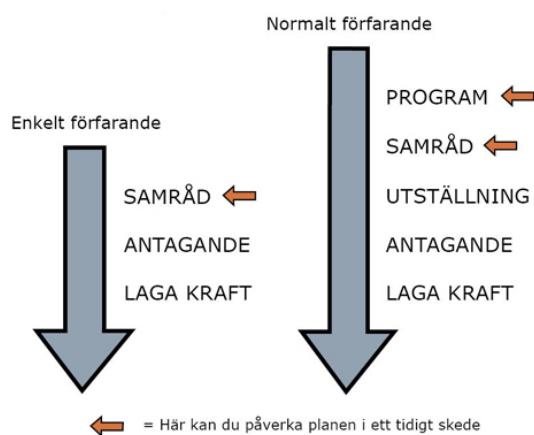 Enkelt förfarande
SAMRÅD
ANTAGANDE
LAGA KRAFT
Normalt förfarande
PROGRAM
SAMRÅD
UTSTÄLLNING
ANTAGANDE
LAGA KRAFT
= Här kan du påverka planen i ett tidigt skede